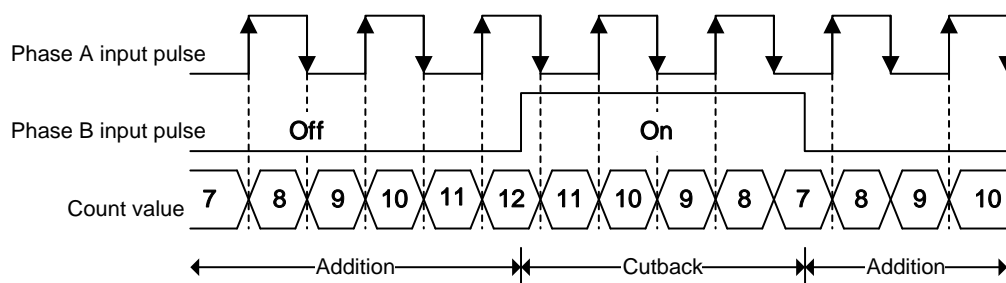 Phase A input pulse
Phase B input pulse
Off
On
Count value
7 8 9 10 11 12 11 10 9 8 7 8 9 10
Addition
Cutback
Addition